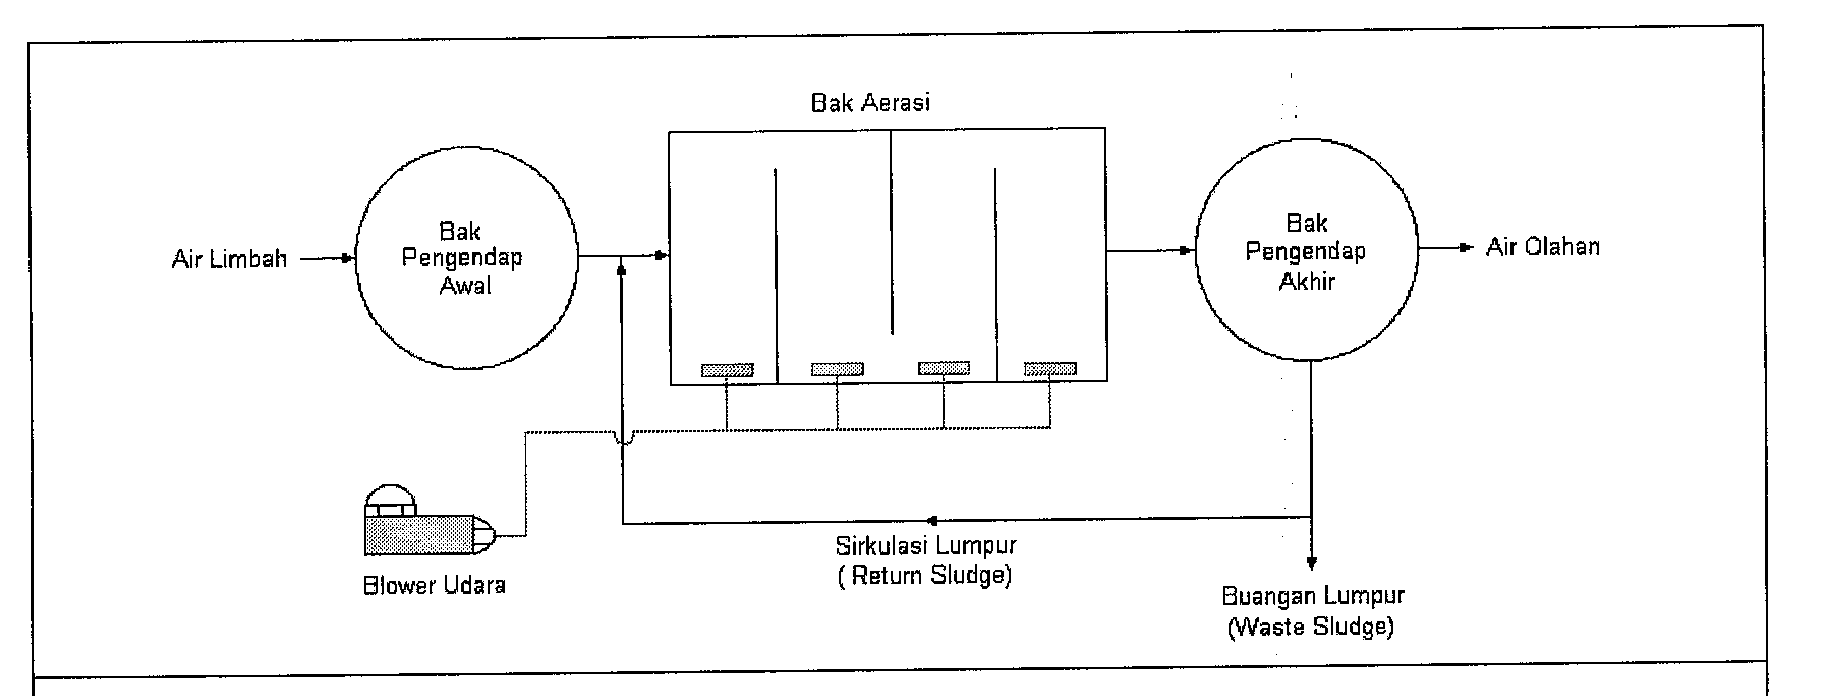 Bak Aerasi
Air Limbah
Bak
Pengendap
Awal
Bak
Pengendap
Akhir
Air Olahan
Blower Udara
Sirkulasi Lumpur
( Return Sludge)
Buangan Lumpur
(Waste Sludge)